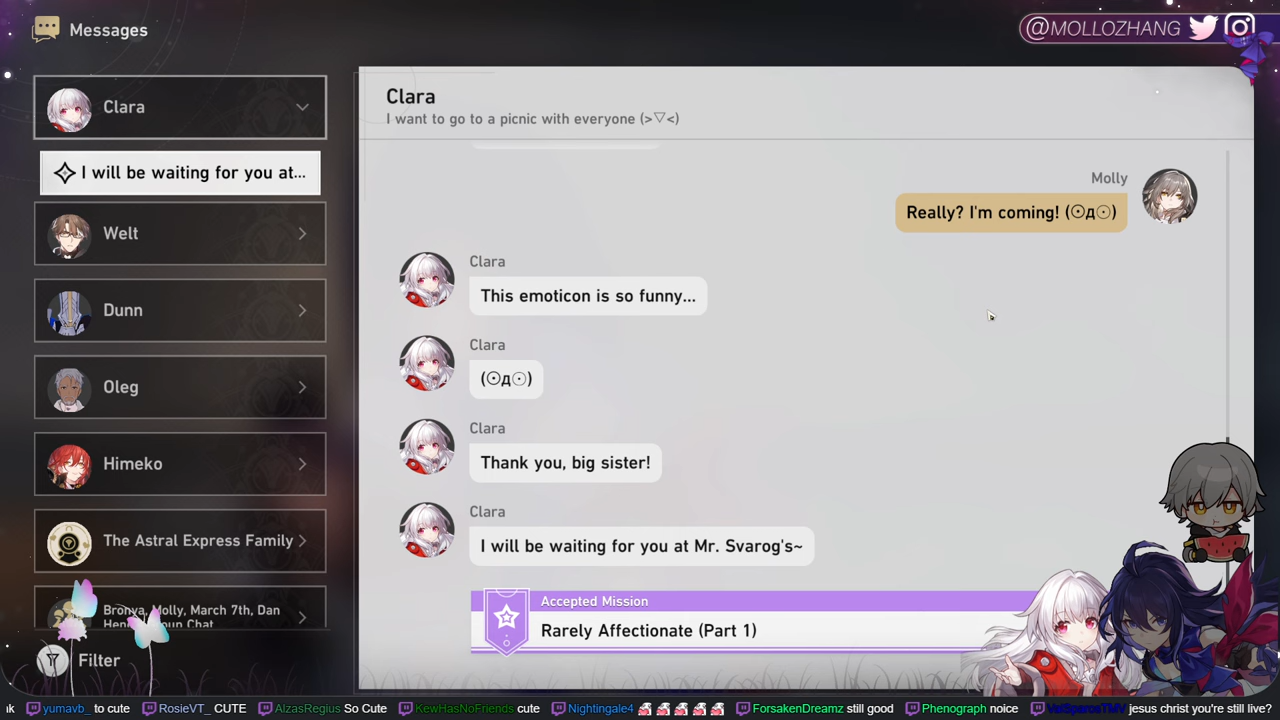 Messages
@MOLLOZHANG
Clara
I will be waiting for you at...
Welt
Dunn
Oleg
Himeko
The Astral Express Family
Bronya, Molly, March 7th, Dan
Filter
Clara
I want to go to a picnic with everyone (>▽<)
Molly
Really? I'm coming! (⊙д⊙)
Clara
This emoticon is so funny...
Clara
(⊙д⊙)
Clara
Thank you, big sister!
Clara
I will be waiting for you at Mr. Svarog's~
Accepted Mission
Rarely Affectionate (Part 1)
yumavb_ to cute RosieVT_ CUTE AlzasRegius So Cute KewHasNoFriends cute Nightingale4 ForsakenDreamz still good Phenograph noice jesus christ you're still live?